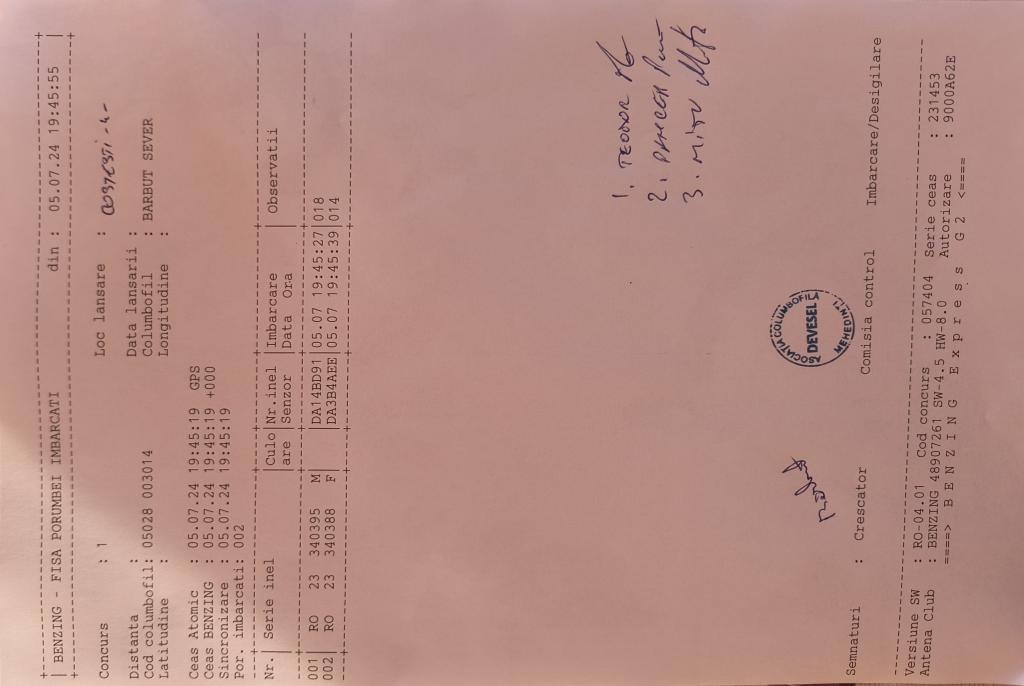 BENZING - FISA PORUMBEI IMBARCATI din : 05.07.24 19:45:55
Concurs : 1 Loc lansare : COSTESTI -4-
Distanta : Data lansarii :
Cod columbofil: 05028 003014 Columbofil : BARBUT SEVER
Latitudine : Longitudine :
Ceas Atomic : 05.07.24 19:45:19 GPS
Ceas BENZING : 05.07.24 19:45:19 +000
Sincronizare : 05.07.24 19:45:19
Por. imbarcati: 002
Nr.| Serie inel |Culo|Nr.inel |Imbarcare | Observatii
| |are |Senzor |Data Ora |
001| RO 23 340395 M| |DA14BD91|05.07 19:45:27|018
002| RO 23 340388 F| |DA3B4AEE|05.07 19:45:39|014
1. TEODOR
2.
3. MITU
ASOCIATIA COLUMBOFILA
DEVESEL
MEHEDINTI
Semnaturi : Crescator Comisia control Imbarcare/Desigilare
Versiune SW : RO-04.01 Cod concurs : 057404 Serie ceas : 231453
Antena Club : BENZING 48907261 SW-4.5 HW-8.0 Autorizare : 9000A62E
====> B E N Z I N G E x p r e s s G 2 <====